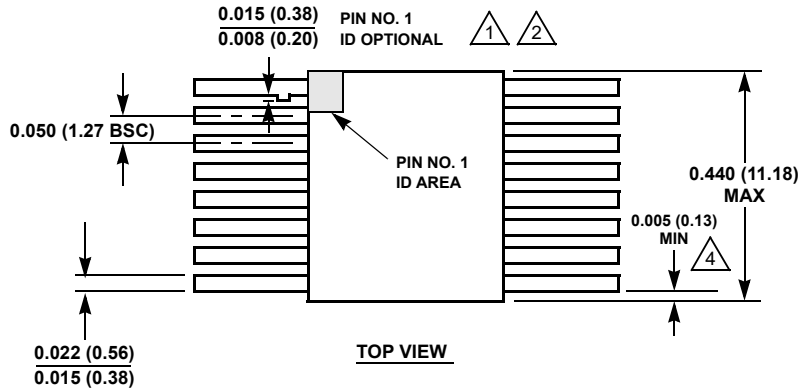 0.015 (0.38)
0.008 (0.20)
PIN NO. 1
ID OPTIONAL
1
2
0.050 (1.27 BSC)
PIN NO. 1
ID AREA
0.440 (11.18)
MAX
0.005 (0.13)
MIN
4
0.022 (0.56)
0.015 (0.38)
TOP VIEW